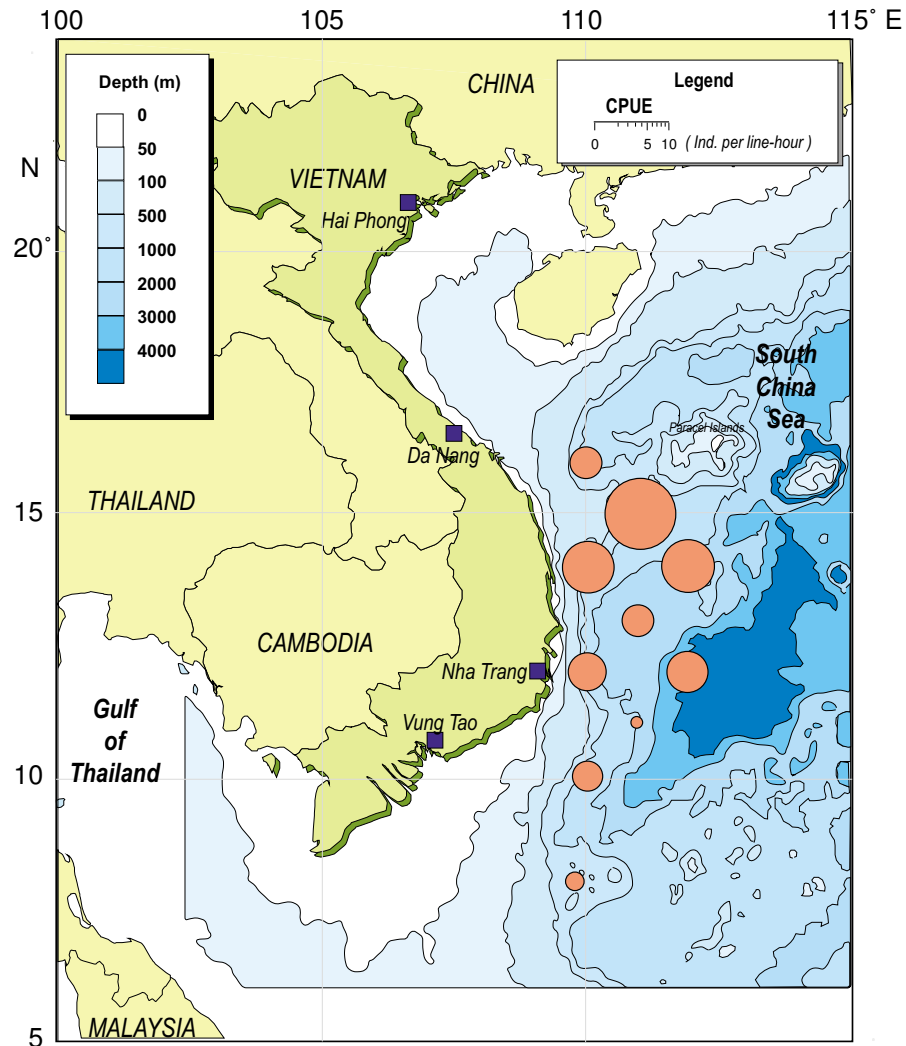 100 105 110 115° E
Depth (m)
0
50
100
500
1000
2000
3000
4000
CHINA
Legend
CPUE
0 5 10 ( Ind. per line-hour )
N
VIETNAM
Hai Phong
20°
South
China
Sea
Paracel Islands
Da Nang
THAILAND
15
CAMBODIA
Nha Trang
Gulf
of
Thailand
Vung Tao
10
MALAYSIA
5